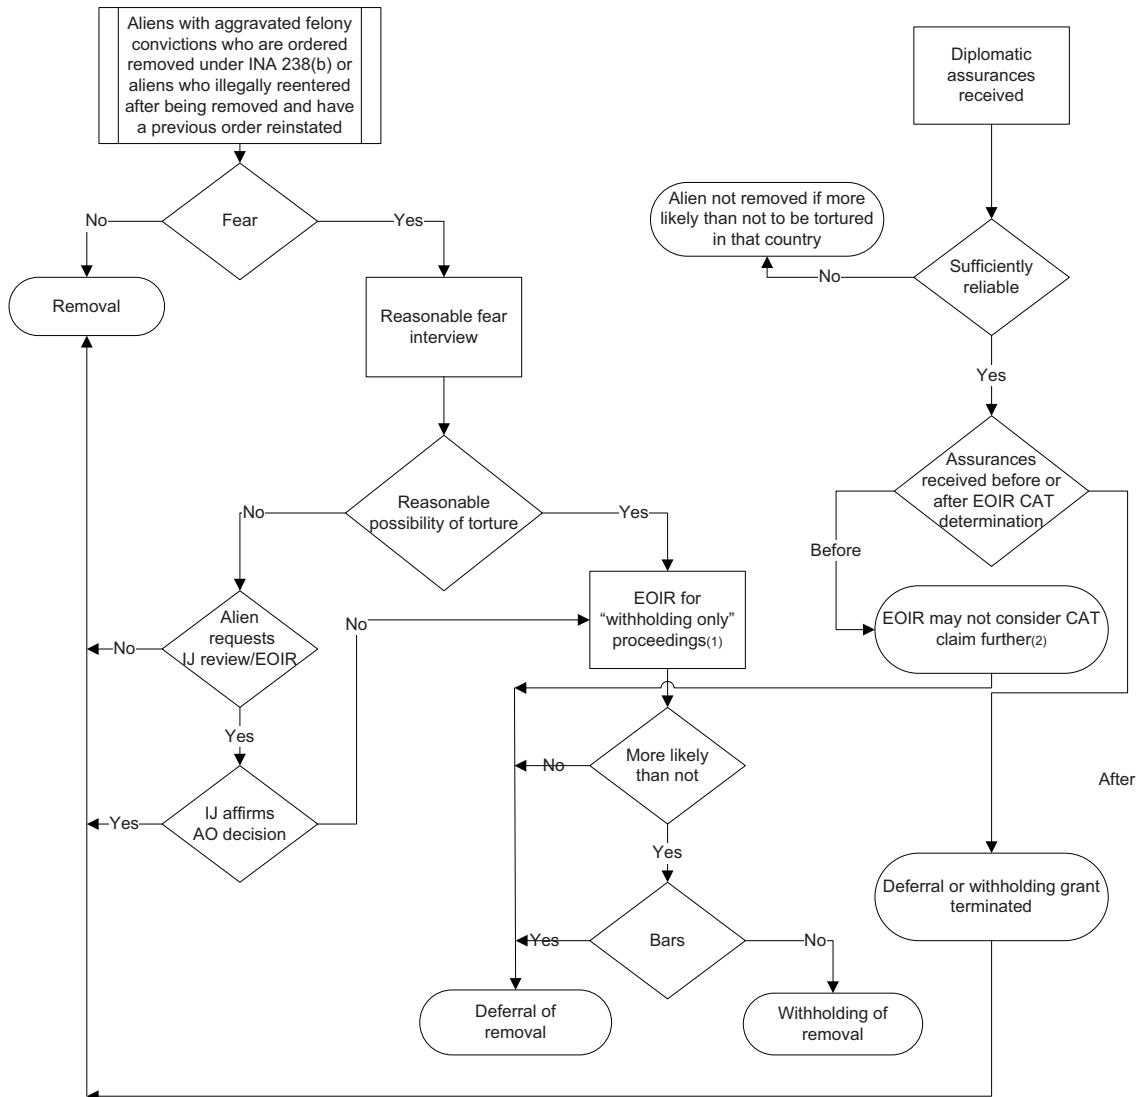 Aliens with aggravated felony
convictions who are ordered
removed under INA 238(b) or
aliens who illegally reentered
after being removed and have
a previous order reinstated
Diplomatic
assurances
received
No
Fear
Yes
Alien not removed if more
likely than not to be tortured
in that country
No
Sufficiently
reliable
Removal
Reasonable fear
interview
Yes
Assurances
received before or
after EOIR CAT
determination
No
Reasonable
possibility of torture
Yes
Before
Alien
requests
IJ review/EOIR
No
No
EOIR for
“withholding only”
proceedings(1)
EOIR may not consider CAT
claim further(2)
Yes
No
More likely
than not
After
Yes
IJ affirms
AO decision
Yes
Deferral or withholding grant
terminated
Yes
Bars
No
Deferral of
removal
Withholding of
removal